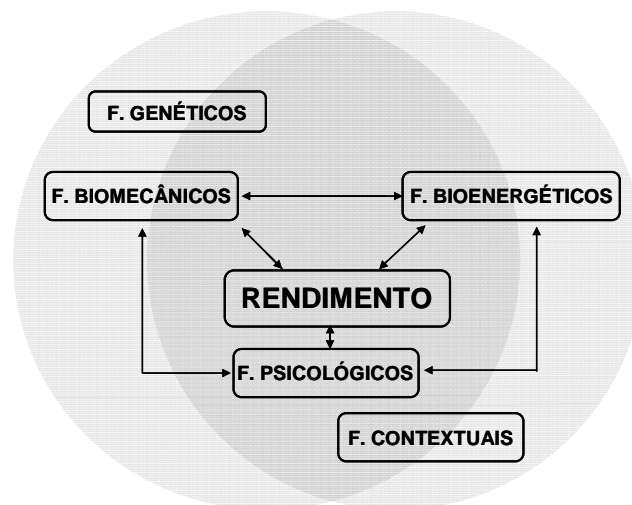 F. GENÉTICOS
F. BIOMECÂNICOS
F. BIOENERGÉTICOS
RENDIMENTO
F. PSICOLÓGICOS
F. CONTEXTUAIS